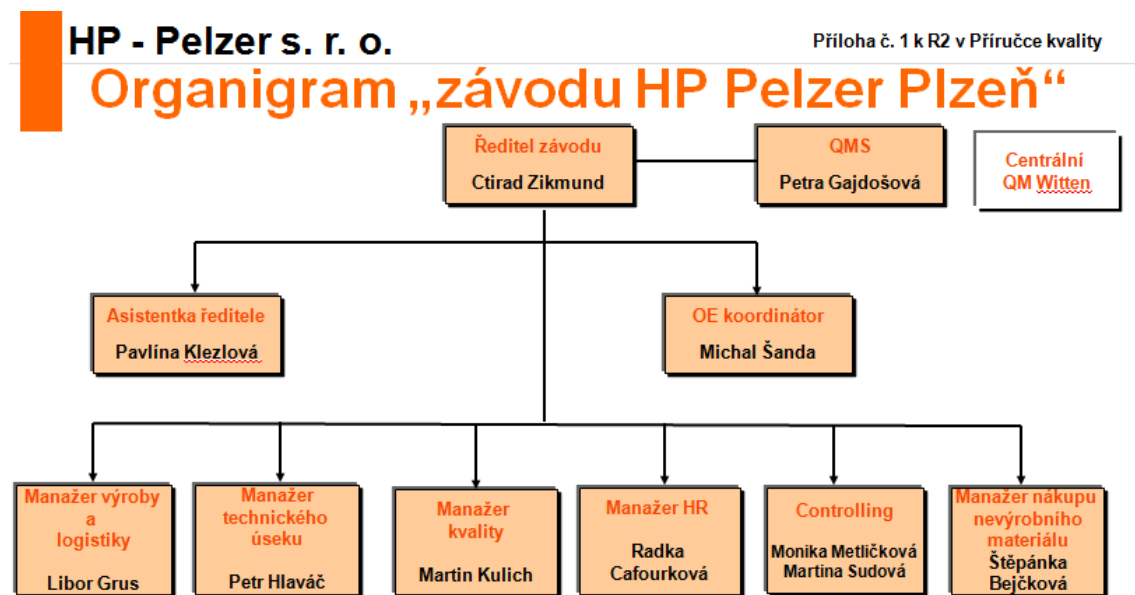 HP - Pelzer s. r. o.
Příloha č. 1 k R2 v Příručce kvality
Organigram „závodu HP Pelzer Plzeň“
Ředitel závodu
Ctirad Zikmund
QMS
Petra Gajdošová
Centrální
QM Witten
Asistentka ředitele
Pavlína Klezlová
OE koordinátor
Michal Šanda
Manažer výroby
a
logistiky
Libor Grus
Manažer
technického
úseku
Petr Hlaváč
Manažer
kvality
Martin Kulich
Manažer HR
Radka
Cafourková
Controlling
Monika Metličková
Martina Sudová
Manažer nákupu
nevýrobního
materiálu
Štěpánka
Bejčková